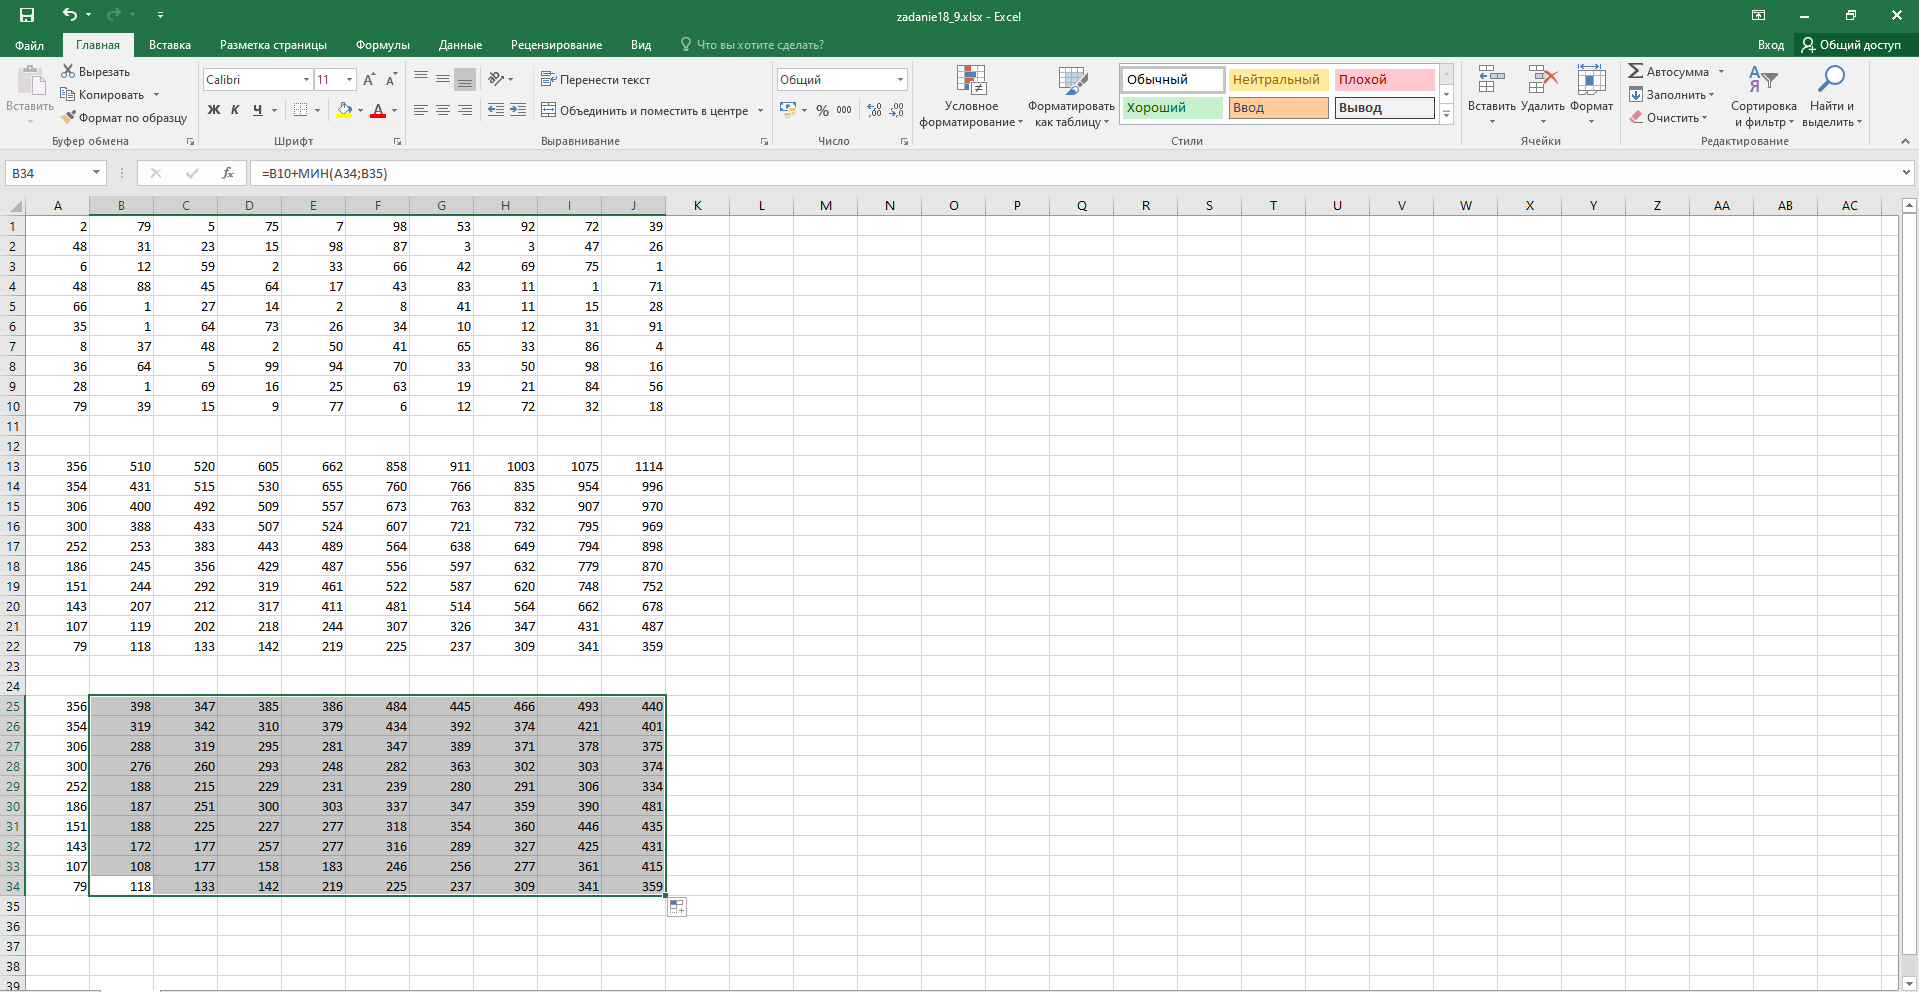 zadanie18_9.xlsx - Excel
Файл Главная Вставка Разметка страницы Формулы Данные Рецензирование Вид Что вы хотите сделать? Вход Общий доступ
Вставить
Вырезать
Копировать
Формат по образцу
Буфер обмена
Calibri 11
Ж К Ч
Шрифт
Перенести текст
Объединить и поместить в центре
Выравнивание
Общий
% 000
Число
Условное форматирование
Форматировать как таблицу
Обычный Нейтральный Плохой
Хороший Ввод Вывод
Стили
Вставить Удалить Формат
Ячейки
Автосумма
Заполнить
Очистить
Сортировка и фильтр
Найти и выделить
Редактирование
B34 fx =B10+МИН(A34;B35)
A B C D E F G H I J K L M N O P Q R S T U V W X Y Z AA AB AC
1 2 79 5 75 7 98 53 92 72 39
2 48 31 23 15 98 87 3 3 47 26
3 6 12 59 2 33 66 42 69 75 1
4 48 88 45 64 17 43 83 11 1 71
5 66 1 27 14 2 8 41 11 15 28
6 35 1 64 73 26 34 10 12 31 91
7 8 37 48 2 50 41 65 33 86 4
8 36 64 5 99 94 70 33 50 98 16
9 28 1 69 16 25 63 19 21 84 56
10 79 39 15 9 77 6 12 72 32 18
11
12
13 356 510 520 605 662 858 911 1003 1075 1114
14 354 431 515 530 655 760 766 835 954 996
15 306 400 492 509 557 673 763 832 907 970
16 300 388 433 507 524 607 721 732 795 969
17 252 253 383 443 489 564 638 649 794 898
18 186 245 356 429 487 556 597 632 779 870
19 151 244 292 319 461 522 587 620 748 752
20 143 207 212 317 411 481 514 564 662 678
21 107 119 202 218 244 307 326 347 431 487
22 79 118 133 142 219 225 237 309 341 359
23
24
25 356 398 347 385 386 484 445 466 493 440
26 354 319 342 310 379 434 392 374 421 401
27 306 288 319 295 281 347 389 371 378 375
28 300 276 260 293 248 282 363 302 303 374
29 252 188 215 229 231 239 280 291 306 334
30 186 187 251 300 303 337 347 359 390 481
31 151 188 225 227 277 318 354 360 446 435
32 143 172 177 257 277 316 289 327 425 431
33 107 108 177 158 183 246 256 277 361 415
34 79 118 133 142 219 225 237 309 341 359
35
36
37
38
39